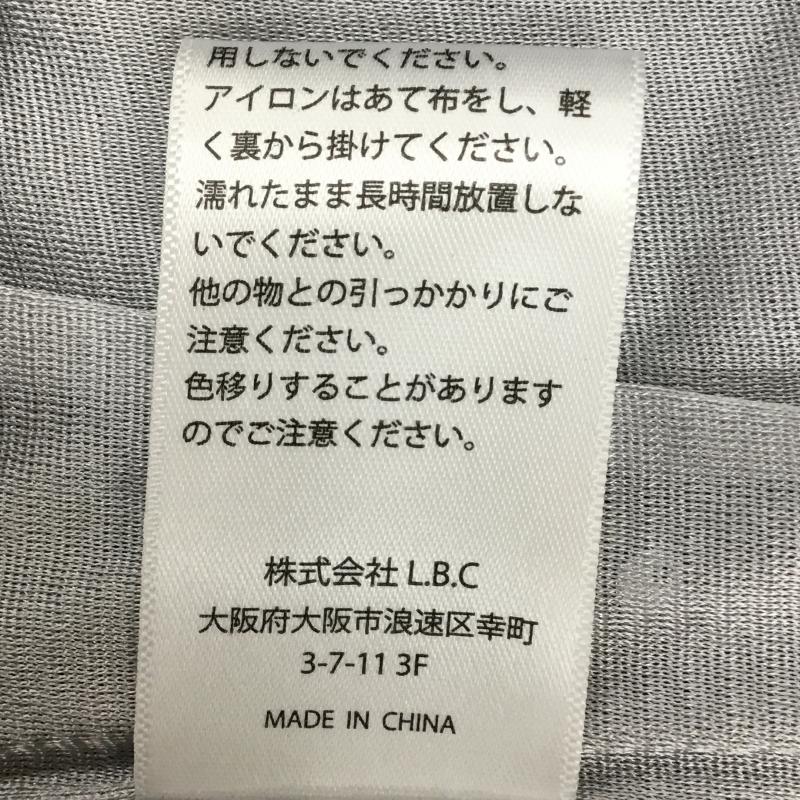 用しないでください。
アイロンはあて布をし、軽
く裏から掛けてください。
濡れたまま長時間放置しな
いでください。
他の物との引っかかりにご
注意ください。
色移りすることがあります
のでご注意ください。
株式会社 L.B.C
大阪府大阪市浪速区幸町
3-7-11 3F
MADE IN CHINA